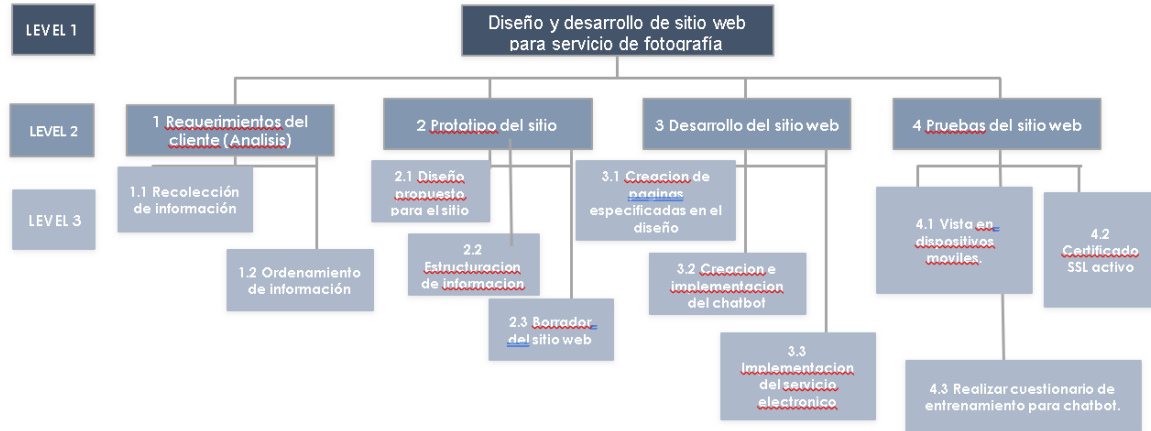 LEVEL 1
Diseño y desarrollo de sitio web
para servicio de fotografía
LEVEL 2
1 Requerimientos del
cliente (Analisis)
2 Prototipo del sitio
3 Desarrollo del sitio web
4 Pruebas del sitio web
LEVEL 3
1.1 Recolección
de información
1.2 Ordenamiento
de información
2.1 Diseño
propuesto
para el sitio
2.2
Estructuracion
de informacion
2.3 Borrador
del sitio web
3.1 Creacion de
paginas
especificadas en el
diseño
3.2 Creacion e
implementacion
del chatbot
3.3
Implementacion
del servicio
electronico
4.1 Vista en
dispositivos
moviles.
4.2
Certificado
SSL activo
4.3 Realizar cuestionario de
entrenamiento para chatbot.